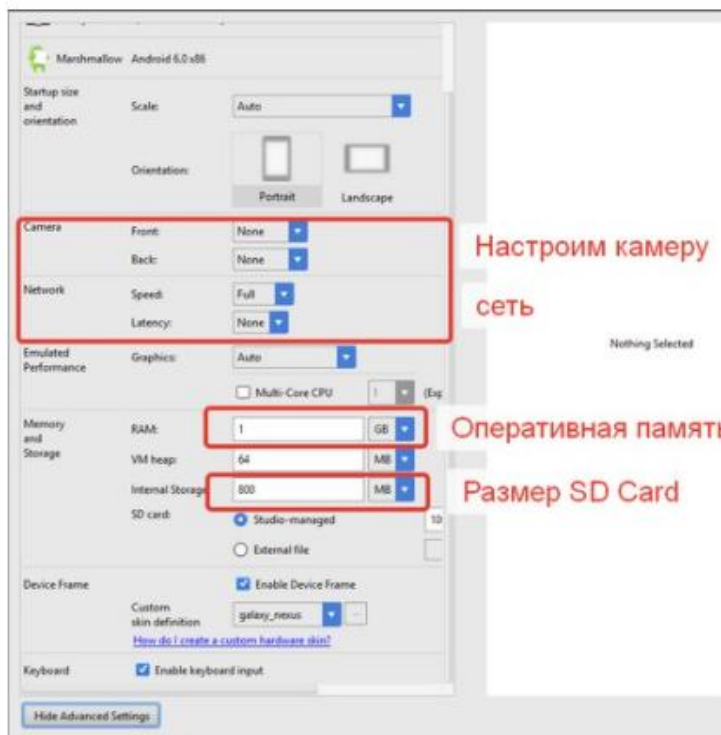 Marshmallow Android 6.0 x86
Startup size
and
orientation
Scale: Auto
Orientation:
Portrait Landscape
Camera Front: None
Back: None
Настроим камеру
Network Speed: Full
сеть
Latency: None
Nothing Selected
Emulated
Performance
Graphics: Auto
Multi-Core CPU 1 (Exp
Memory
and
Storage
RAM: 1 GB
Оперативная память
VM heap: 64 MB
Internal Storage 800 MB
Размер SD Card
SD card: Studio-managed 10
External file
Device Frame Enable Device Frame
Custom
skin definition
galaxy_nexus ...
How do I create a custom hardware skin?
Keyboard Enable keyboard input
Hide Advanced Settings